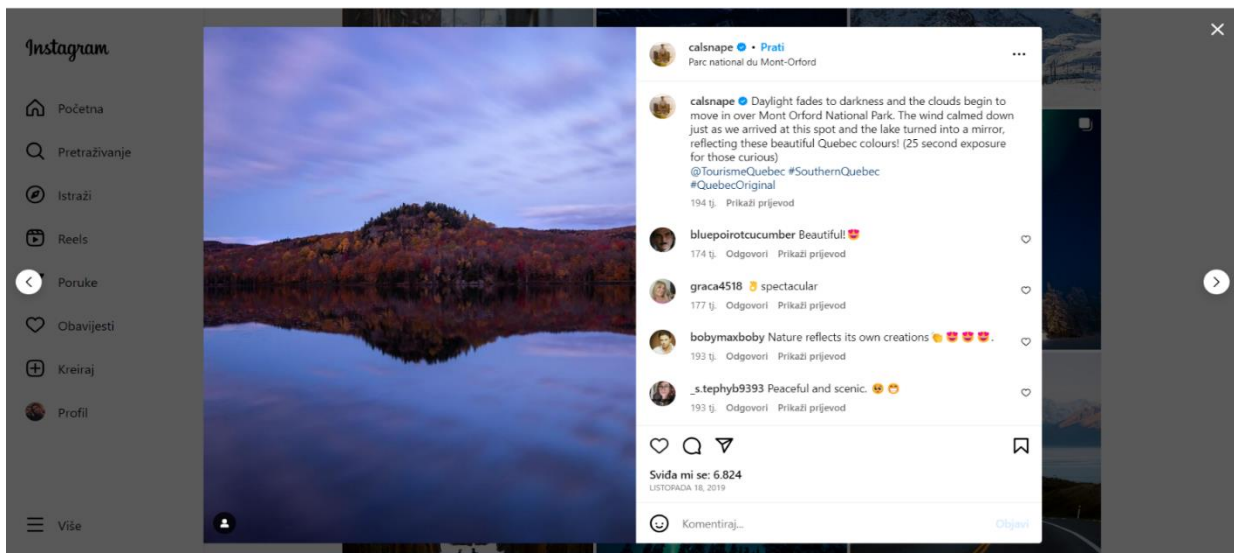 Instagram
Početna
Pretraživanje
Istraži
Reels
Poruke
Obavijesti
Kreiraj
Profil
Više
calsnape • Prati
Parc national du Mont-Orford
calsnape Daylight fades to darkness and the clouds begin to
move in over Mont Orford National Park. The wind calmed down
just as we arrived at this spot and the lake turned into a mirror,
reflecting these beautiful Quebec colours! (25 second exposure
for those curious)
@TourismeQuebec #SouthernQuebec
#QuebecOriginal
194 tj. Prikaži prijevod
bluepoirotcucumber Beautiful! 😍
174 tj. Odgovori Prikaži prijevod
graca4518 👌 spectacular
177 tj. Odgovori Prikaži prijevod
bobymaxboby Nature reflects its own creations 👏 😍 😍 😍 .
193 tj. Odgovori Prikaži prijevod
_s.tephyb9393 Peaceful and scenic. 🥺 😁
193 tj. Odgovori Prikaži prijevod
Sviđa mi se: 6.824
LISTOPADA 18, 2019
Komentiraj...
Objavi